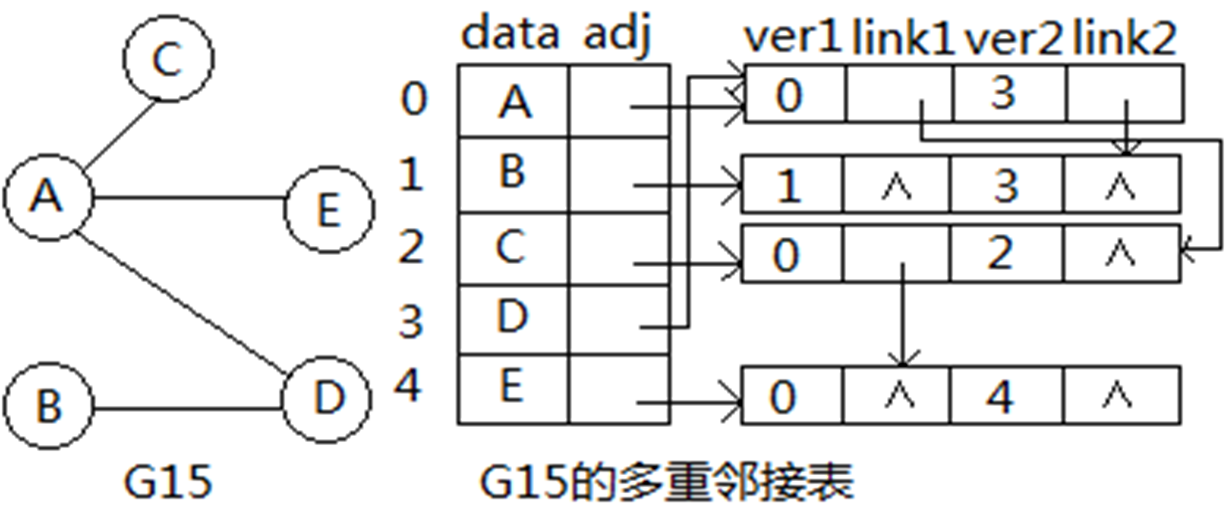 C
A
E
B
D
G15
data adj
ver1 link1 ver2 link2
0 A 0 3
1 B 1 ∧ 3 ∧
2 C 0 2 ∧
3 D
4 E 0 ∧ 4 ∧
G15的多重邻接表